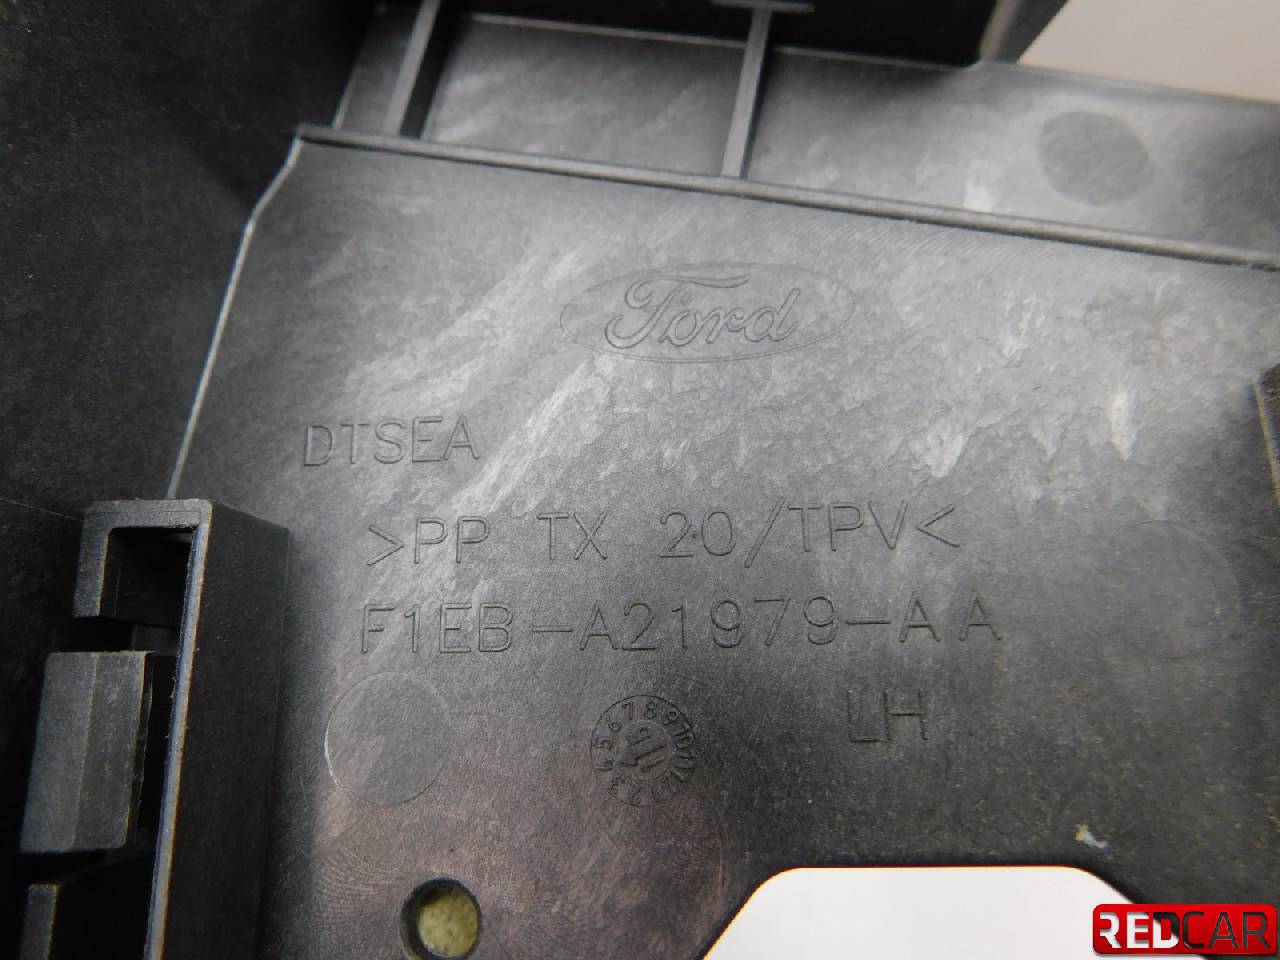 Ford
DTSEA
>PP TX 20/TPV<
F1EB-A21979-AA
LH
REDCAR